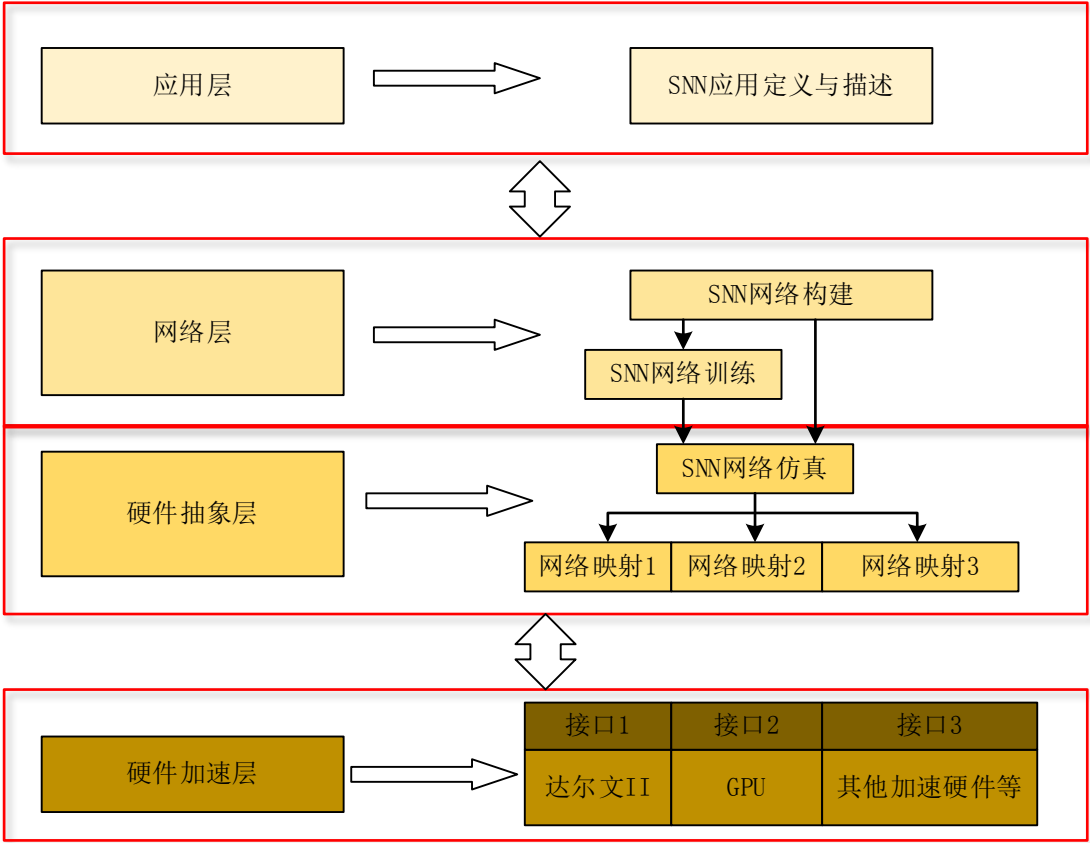 应用层
SNN应用定义与描述
网络层
SNN网络构建
SNN网络训练
硬件抽象层
SNN网络仿真
网络映射1
网络映射2
网络映射3
硬件加速层
接口1
接口2
接口3
达尔文II
GPU
其他加速硬件等